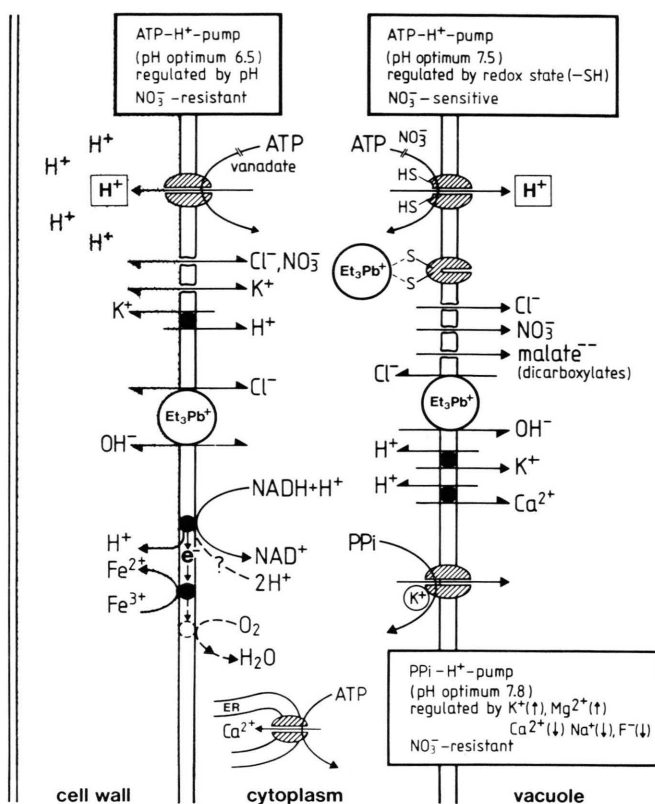 ATP-H⁺-pump
(pH optimum 6.5)
regulated by pH
NO₃⁻-resistant
ATP-H⁺-pump
(pH optimum 7.5)
regulated by redox state (-SH)
NO₃⁻-sensitive
H⁺
H⁺
H⁺
H⁺
H⁺
ATP
vanadate
ATP
NO₃⁻
HS
HS
H⁺
Cl⁻,NO₃⁻
K⁺
K⁺
H⁺
Cl⁻
Et₃Pb⁺
OH⁻
Et₃Pb⁺
S
S
Cl⁻
NO₃⁻
malate⁻⁻
(dicarboxylates)
Cl⁻
Et₃Pb⁺
OH⁻
H⁺
K⁺
H⁺
Ca²⁺
NADH+H⁺
H⁺
e⁻
NAD⁺
?
2H⁺
Fe²⁺
Fe³⁺
O₂
H₂O
PPi
K⁺
ER
Ca²⁺
ATP
PPi-H⁺-pump
(pH optimum 7.8)
regulated by K⁺(↑), Mg²⁺(↑)
Ca²⁺(↓) Na⁺(↓), F⁻(↓)
NO₃⁻-resistant
cell wall
cytoplasm
vacuole